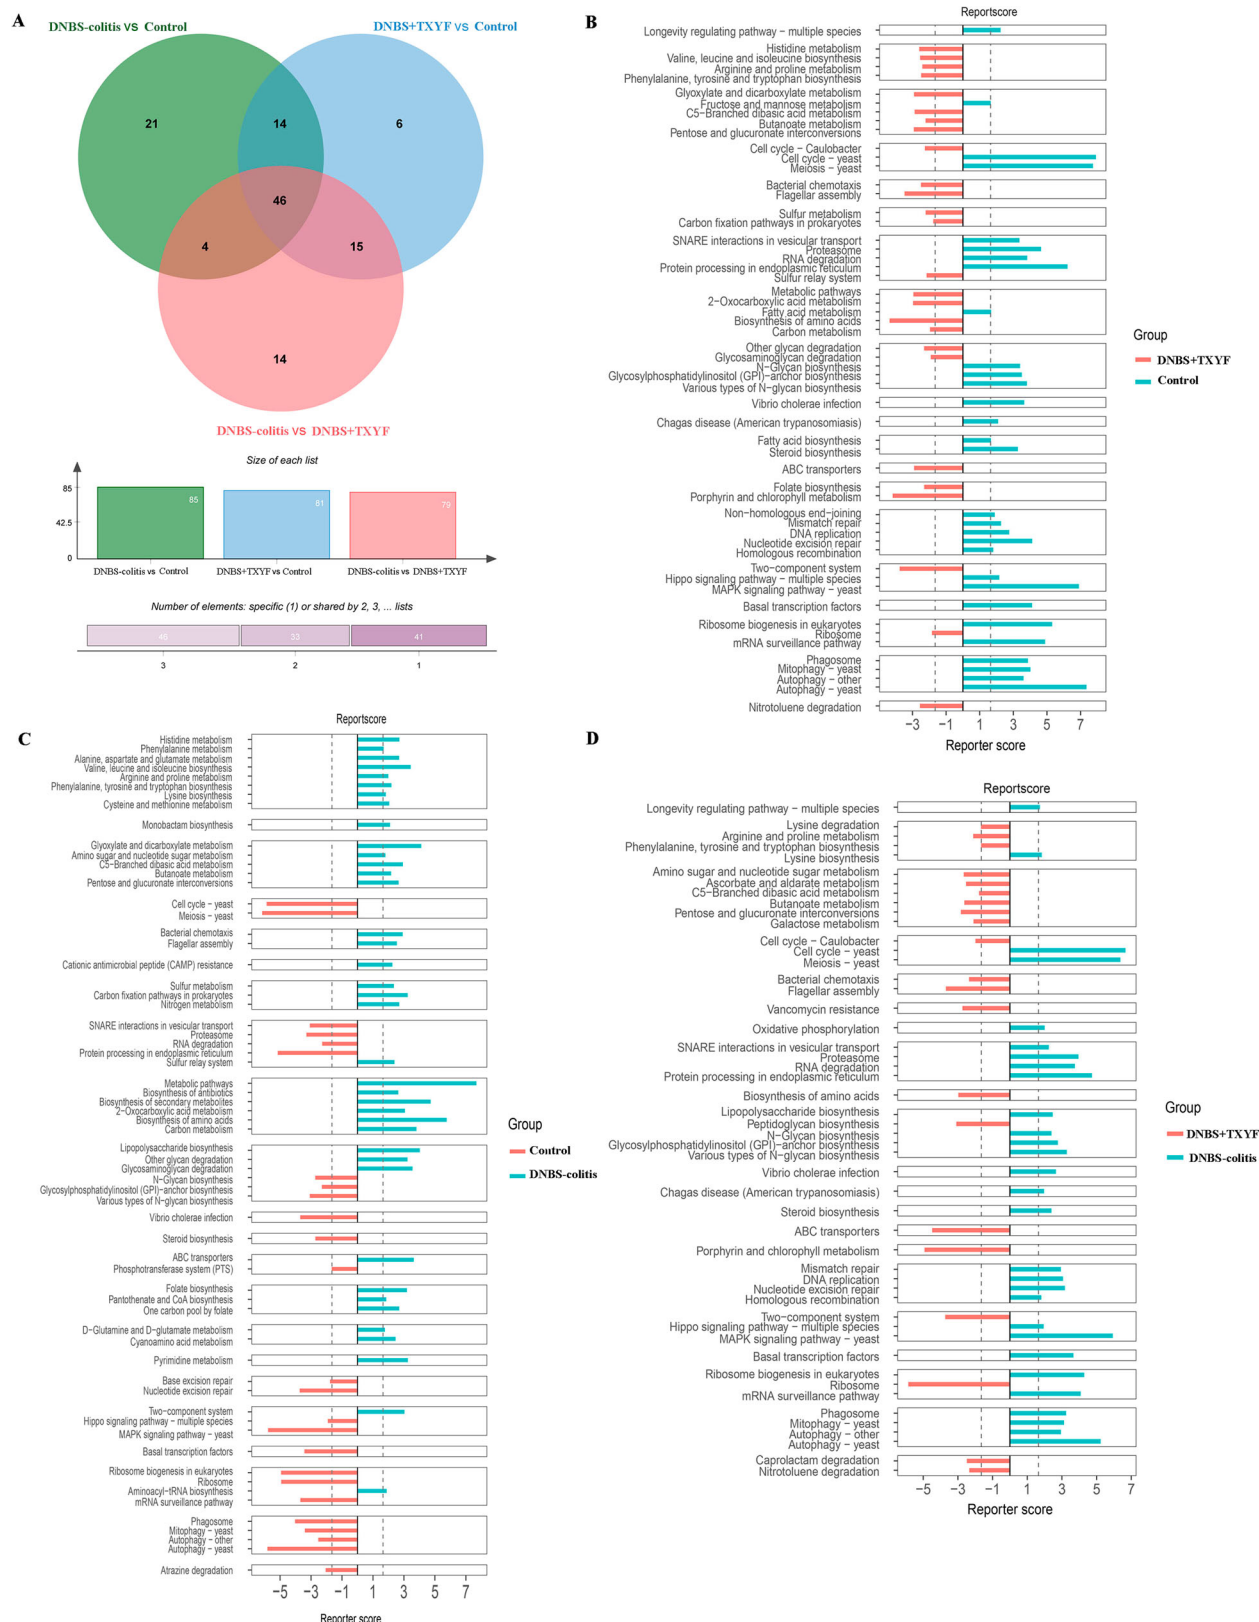 A
DNBS-colitis VS Control
DNBS+TXYF VS Control
21
14
6
46
4
15
14
DNBS-colitis VS DNBS+TXYF
Size of each list
85
42.5
0
85
81
79
DNBS-colitis vs Control
DNBS+TXYF vs Control
DNBS-colitis vs DNBS+TXYF
Number of elements: specific (1) or shared by 2, 3, ... lists
46
33
41
3
2
1
B
Reportscore
Longevity regulating pathway − multiple species
Histidine metabolism
Valine, leucine and isoleucine biosynthesis
Arginine and proline metabolism
Phenylalanine, tyrosine and tryptophan biosynthesis
Glyoxylate and dicarboxylate metabolism
Fructose and mannose metabolism
C5−Branched dibasic acid metabolism
Butanoate metabolism
Pentose and glucuronate interconversions
Cell cycle − Caulobacter
Cell cycle − yeast
Meiosis − yeast
Bacterial chemotaxis
Flagellar assembly
Sulfur metabolism
Carbon fixation pathways in prokaryotes
SNARE interactions in vesicular transport
Proteasome
RNA degradation
Protein processing in endoplasmic reticulum
Sulfur relay system
Metabolic pathways
2−Oxocarboxylic acid metabolism
Fatty acid metabolism
Biosynthesis of amino acids
Carbon metabolism
Other glycan degradation
Glycosaminoglycan degradation
N−Glycan biosynthesis
Glycosylphosphatidylinositol (GPI)−anchor biosynthesis
Various types of N−glycan biosynthesis
Vibrio cholerae infection
Chagas disease (American trypanosomiasis)
Fatty acid biosynthesis
Steroid biosynthesis
ABC transporters
Folate biosynthesis
Porphyrin and chlorophyll metabolism
Non−homologous end−joining
Mismatch repair
DNA replication
Nucleotide excision repair
Homologous recombination
Two−component system
Hippo signaling pathway − multiple species
MAPK signaling pathway − yeast
Basal transcription factors
Ribosome biogenesis in eukaryotes
Ribosome
mRNA surveillance pathway
Phagosome
Mitophagy − yeast
Autophagy − other
Autophagy − yeast
Nitrotoluene degradation
−3 −1 1 3 5 7
Reporter score
Group
DNBS+TXYF
Control
C
Reportscore
Histidine metabolism
Phenylalanine metabolism
Alanine, aspartate and glutamate metabolism
Valine, leucine and isoleucine biosynthesis
Arginine and proline metabolism
Phenylalanine, tyrosine and tryptophan biosynthesis
Lysine biosynthesis
Cysteine and methionine metabolism
Monobactam biosynthesis
Glyoxylate and dicarboxylate metabolism
Amino sugar and nucleotide sugar metabolism
C5−Branched dibasic acid metabolism
Butanoate metabolism
Pentose and glucuronate interconversions
Cell cycle − yeast
Meiosis − yeast
Bacterial chemotaxis
Flagellar assembly
Cationic antimicrobial peptide (CAMP) resistance
Sulfur metabolism
Carbon fixation pathways in prokaryotes
Nitrogen metabolism
SNARE interactions in vesicular transport
Proteasome
RNA degradation
Protein processing in endoplasmic reticulum
Sulfur relay system
Metabolic pathways
Biosynthesis of antibiotics
Biosynthesis of secondary metabolites
2−Oxocarboxylic acid metabolism
Biosynthesis of amino acids
Carbon metabolism
Lipopolysaccharide biosynthesis
Other glycan degradation
Glycosaminoglycan degradation
N−Glycan biosynthesis
Glycosylphosphatidylinositol (GPI)−anchor biosynthesis
Various types of N−glycan biosynthesis
Vibrio cholerae infection
Steroid biosynthesis
ABC transporters
Phosphotransferase system (PTS)
Folate biosynthesis
Pantothenate and CoA biosynthesis
One carbon pool by folate
D−Glutamine and D−glutamate metabolism
Cyanoamino acid metabolism
Pyrimidine metabolism
Base excision repair
Nucleotide excision repair
Two−component system
Hippo signaling pathway − multiple species
MAPK signaling pathway − yeast
Basal transcription factors
Ribosome biogenesis in eukaryotes
Ribosome
Aminoacyl−tRNA biosynthesis
mRNA surveillance pathway
Phagosome
Mitophagy − yeast
Autophagy − other
Autophagy − yeast
Atrazine degradation
−5 −3 −1 1 3 5 7
Reporter score
Group
Control
DNBS-colitis
D
Reportscore
Longevity regulating pathway − multiple species
Lysine degradation
Arginine and proline metabolism
Phenylalanine, tyrosine and tryptophan biosynthesis
Lysine biosynthesis
Amino sugar and nucleotide sugar metabolism
Ascorbate and aldarate metabolism
C5−Branched dibasic acid metabolism
Butanoate metabolism
Pentose and glucuronate interconversions
Galactose metabolism
Cell cycle − Caulobacter
Cell cycle − yeast
Meiosis − yeast
Bacterial chemotaxis
Flagellar assembly
Vancomycin resistance
Oxidative phosphorylation
SNARE interactions in vesicular transport
Proteasome
RNA degradation
Protein processing in endoplasmic reticulum
Biosynthesis of amino acids
Lipopolysaccharide biosynthesis
Peptidoglycan biosynthesis
N−Glycan biosynthesis
Glycosylphosphatidylinositol (GPI)−anchor biosynthesis
Various types of N−glycan biosynthesis
Vibrio cholerae infection
Chagas disease (American trypanosomiasis)
Steroid biosynthesis
ABC transporters
Porphyrin and chlorophyll metabolism
Mismatch repair
DNA replication
Nucleotide excision repair
Homologous recombination
Two−component system
Hippo signaling pathway − multiple species
MAPK signaling pathway − yeast
Basal transcription factors
Ribosome biogenesis in eukaryotes
Ribosome
mRNA surveillance pathway
Phagosome
Mitophagy − yeast
Autophagy − other
Autophagy − yeast
Caprolactam degradation
Nitrotoluene degradation
−5 −3 −1 1 3 5 7
Reporter score
Group
DNBS+TXYF
DNBS-colitis